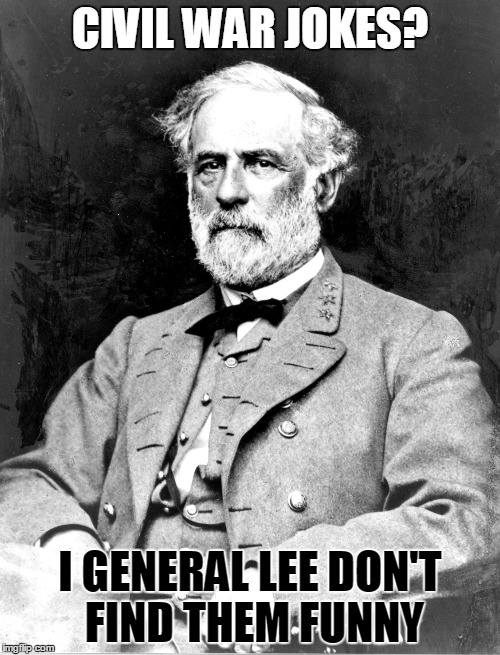 CIVIL WAR JOKES?
I GENERAL LEE DON'T
FIND THEM FUNNY
imgflip.com